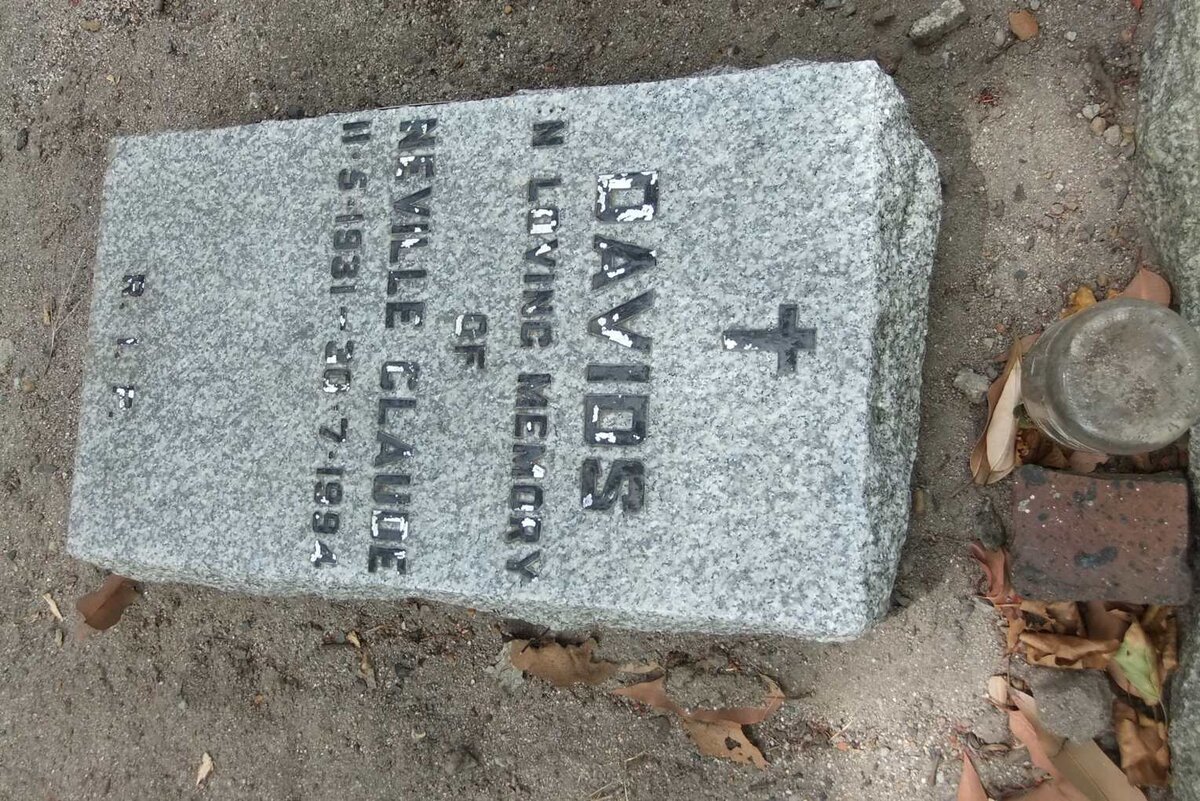 DAVIDS
IN LOVING MEMORY
OF
NEVILLE CLAUDE
11·5·1931 - 30·7·1994
R I P